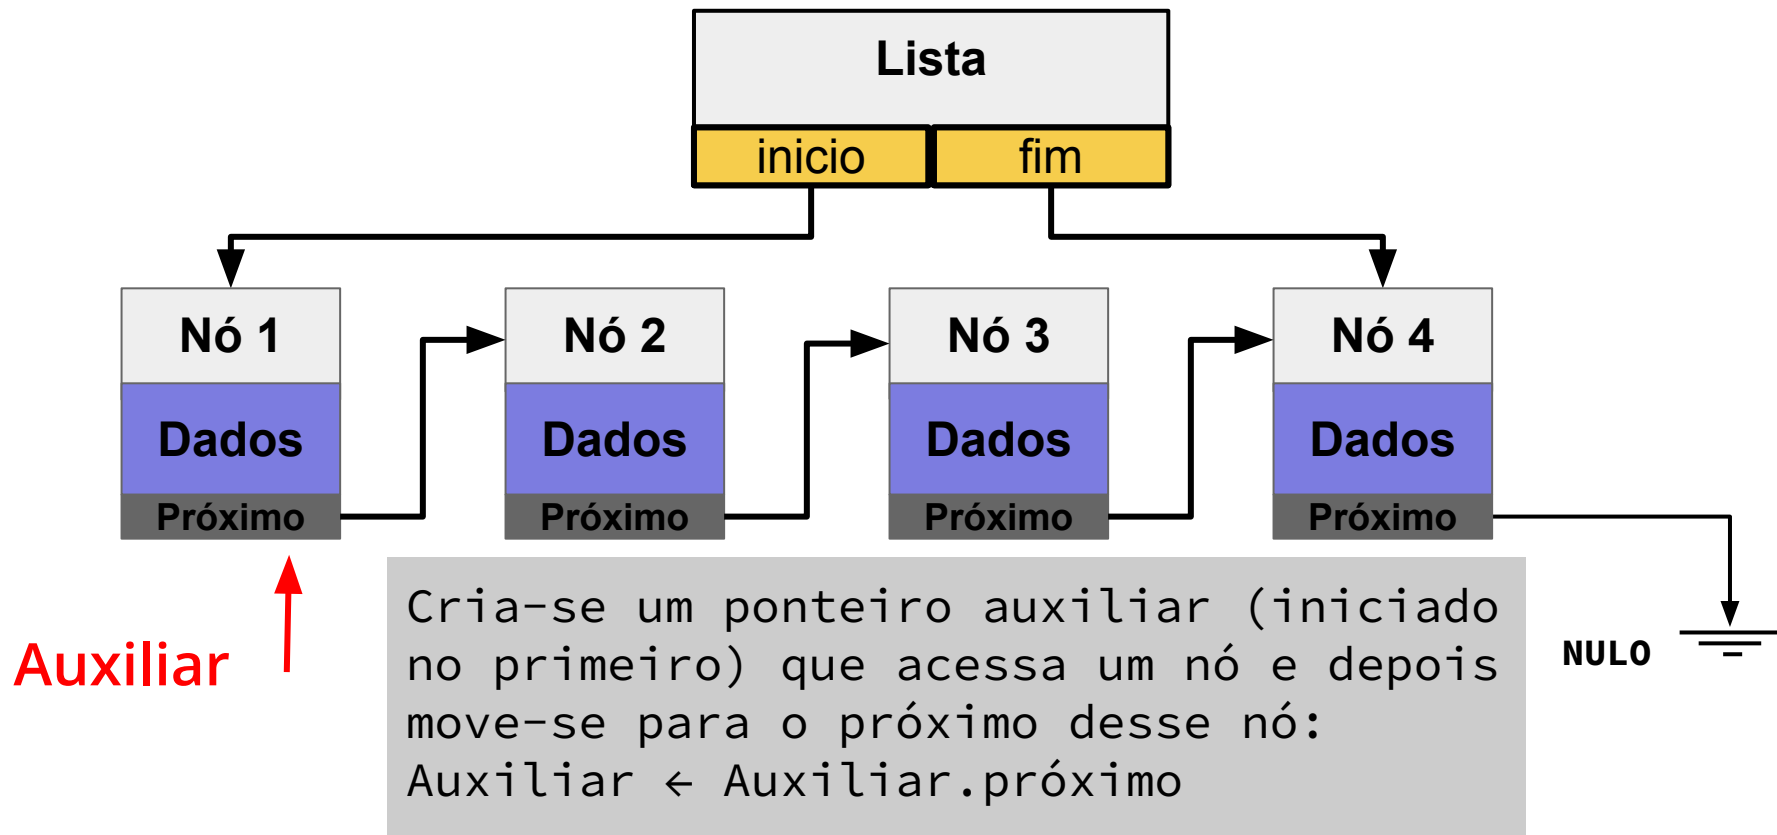 Lista
inicio fim
Nó 1 Nó 2 Nó 3 Nó 4
Dados Dados Dados Dados
Próximo Próximo Próximo Próximo
Auxiliar
Cria-se um ponteiro auxiliar (iniciado
no primeiro) que acessa um nó e depois
move-se para o próximo desse nó:
Auxiliar ← Auxiliar.próximo
NULO